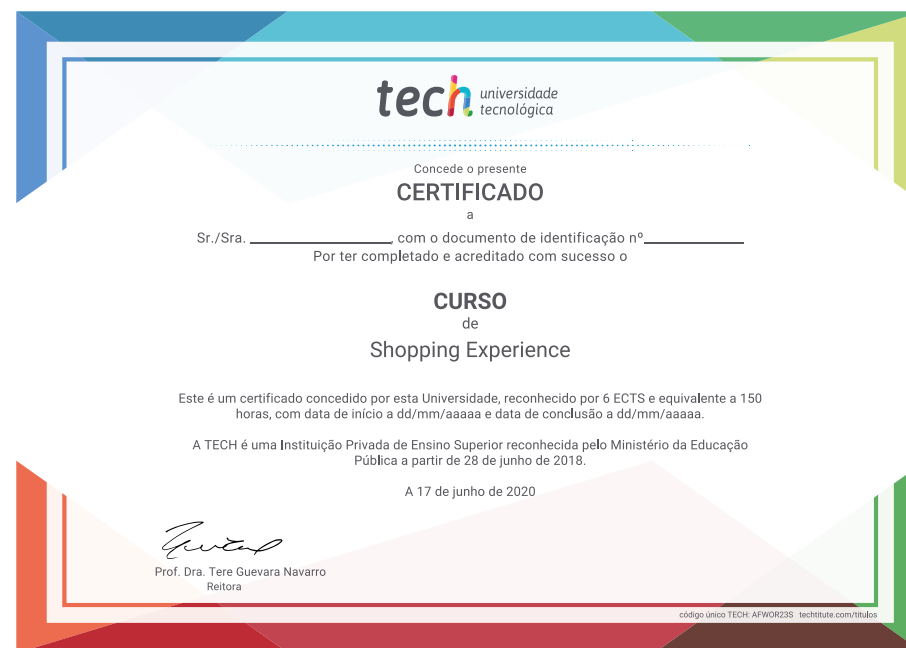 tech universidade
tecnológica
Concede o presente
CERTIFICADO
a
Sr./Sra. __________________, com o documento de identificação nº_____________
Por ter completado e acreditado com sucesso o
CURSO
de
Shopping Experience
Este é um certificado concedido por esta Universidade, reconhecido por 6 ECTS e equivalente a 150
horas, com data de início a dd/mm/aaaaa e data de conclusão a dd/mm/aaaaa.
A TECH é uma Instituição Privada de Ensino Superior reconhecida pelo Ministério da Educação
Pública a partir de 28 de junho de 2018.
A 17 de junho de 2020
Prof. Dra. Tere Guevara Navarro
Reitora
código único TECH: AFWOR23S techtitute.com/titulos